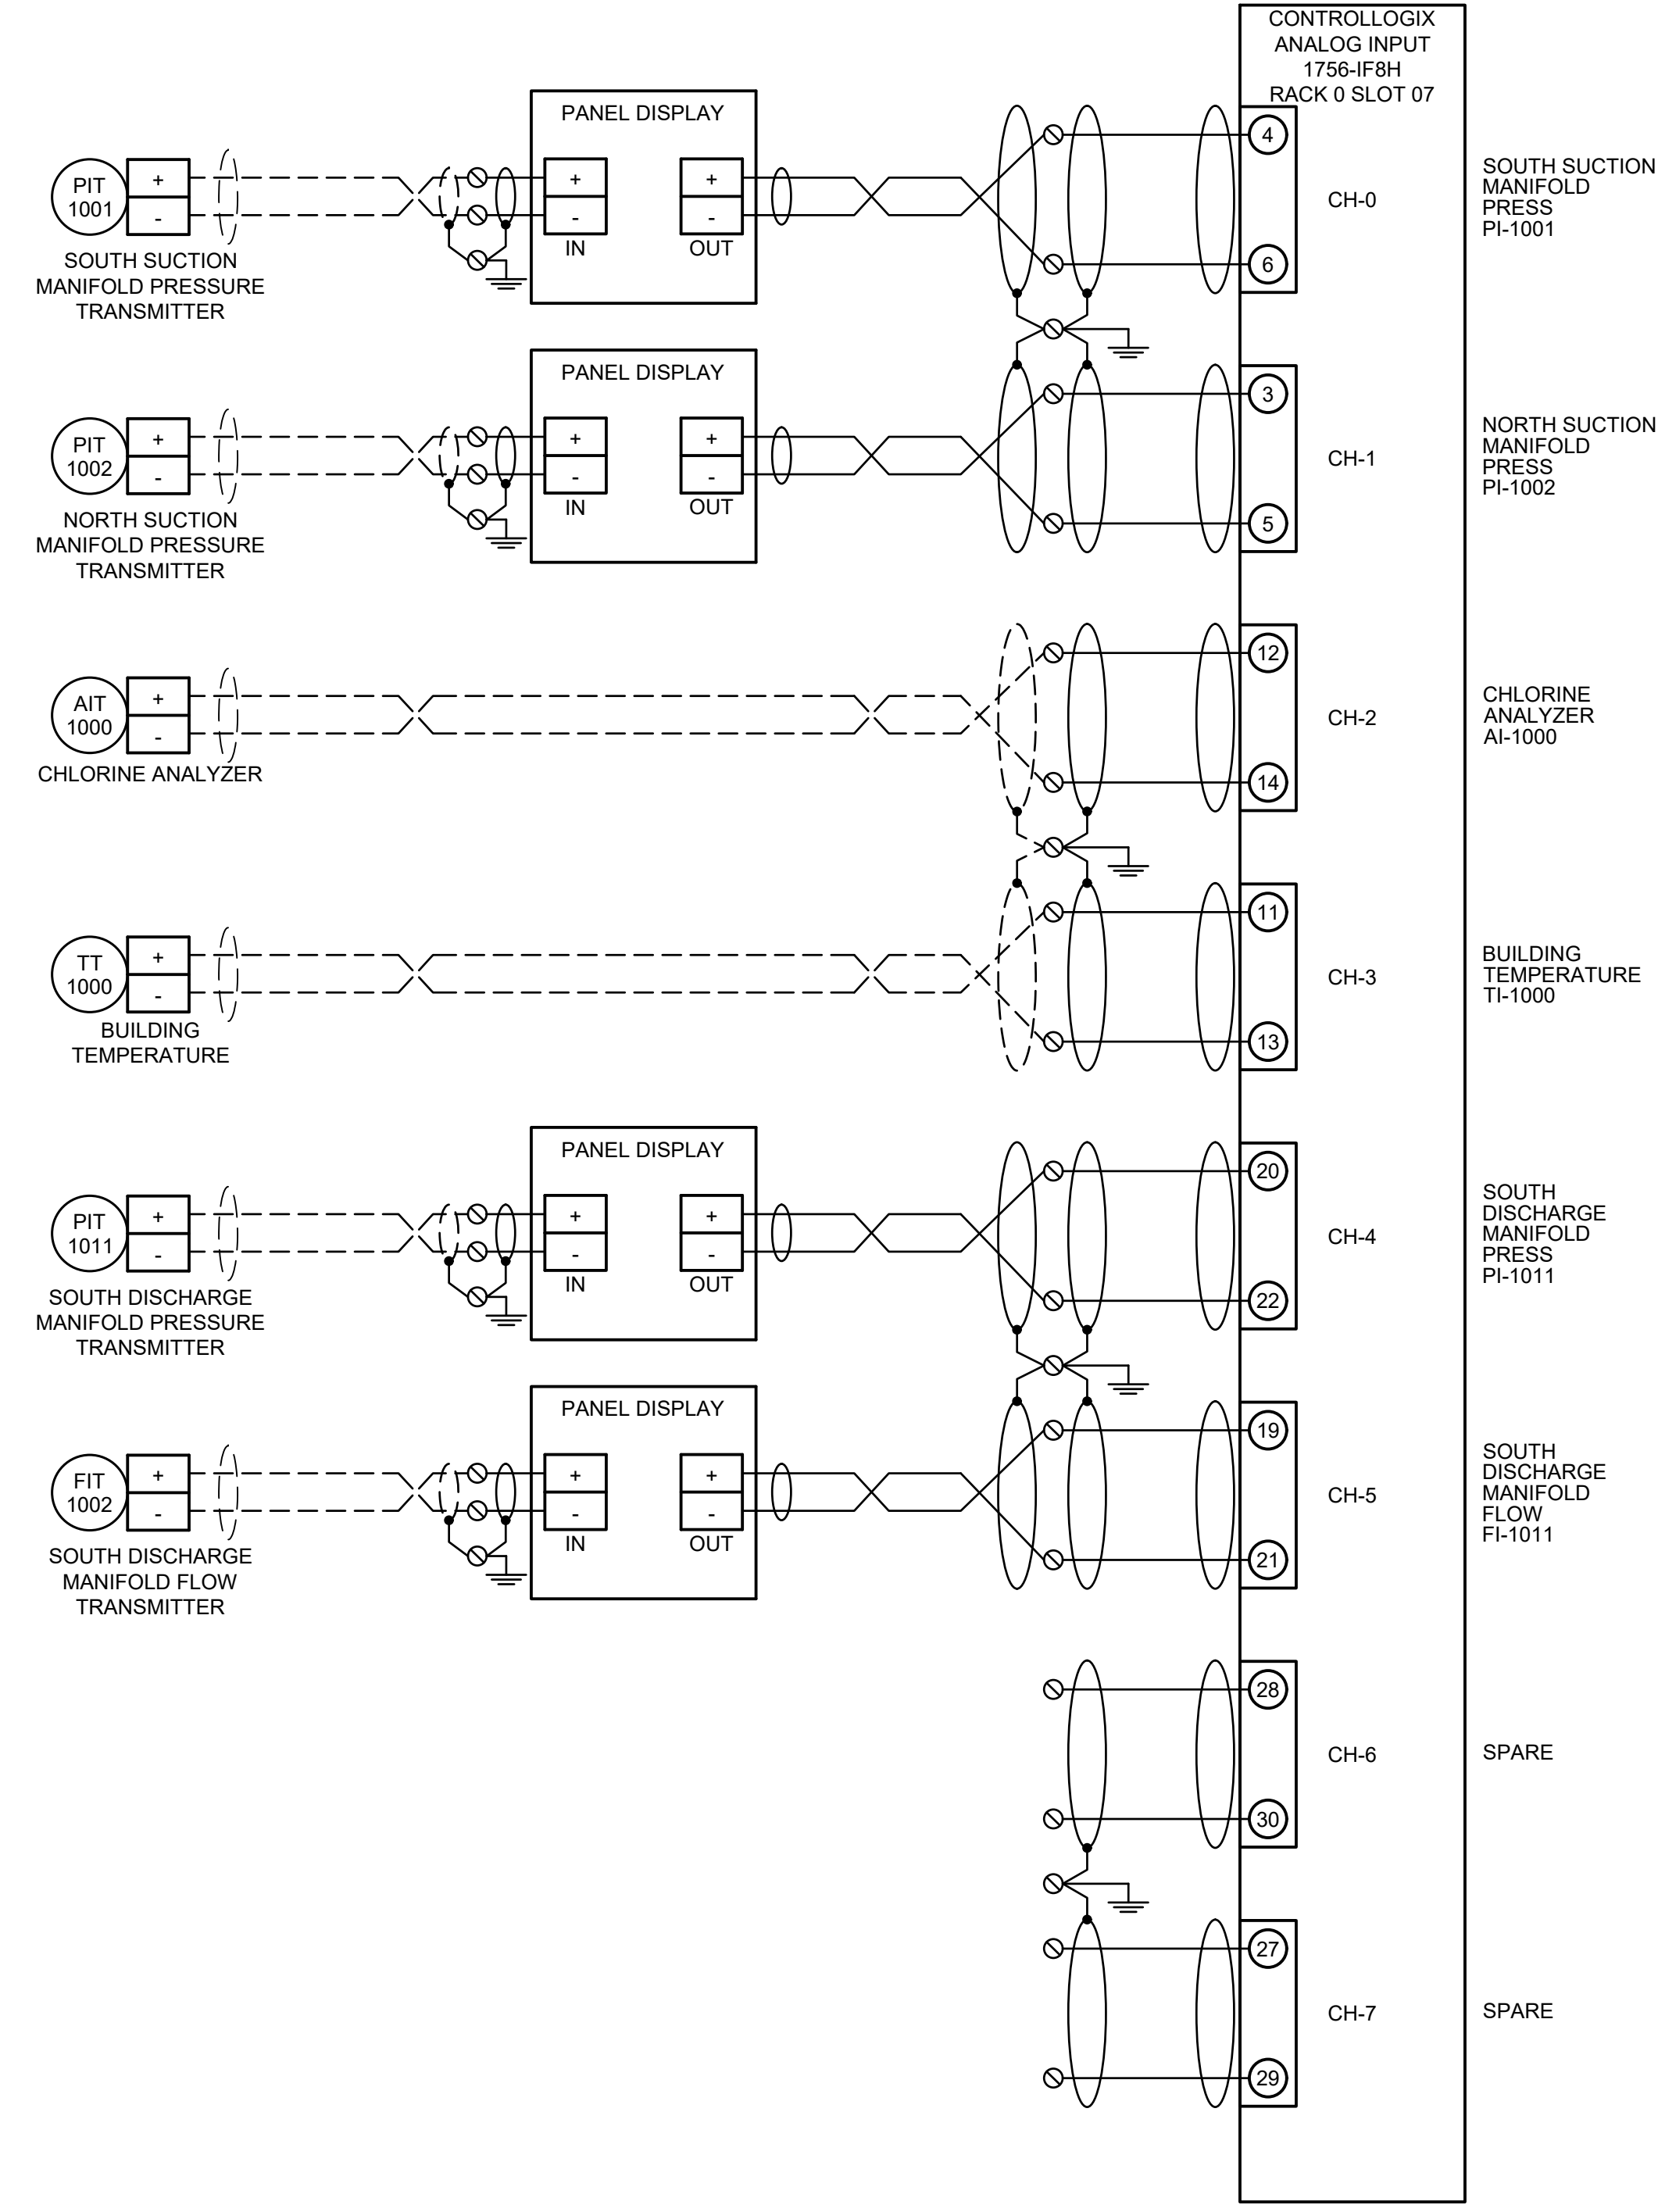 CONTROLLOGIX
ANALOG INPUT
1756-IF8H
RACK 0 SLOT 07
PANEL DISPLAY
PIT
1001
+
-
+
-
IN
+
-
OUT
4
6
CH-0
SOUTH SUCTION
MANIFOLD
PRESS
PI-1001
SOUTH SUCTION
MANIFOLD PRESSURE
TRANSMITTER
PANEL DISPLAY
PIT
1002
+
-
+
-
IN
+
-
OUT
3
5
CH-1
NORTH SUCTION
MANIFOLD
PRESS
PI-1002
NORTH SUCTION
MANIFOLD PRESSURE
TRANSMITTER
AIT
1000
+
-
12
14
CH-2
CHLORINE
ANALYZER
AI-1000
CHLORINE ANALYZER
TT
1000
+
-
11
13
CH-3
BUILDING
TEMPERATURE
TI-1000
BUILDING
TEMPERATURE
PANEL DISPLAY
PIT
1011
+
-
+
-
IN
+
-
OUT
20
22
CH-4
SOUTH
DISCHARGE
MANIFOLD
PRESS
PI-1011
SOUTH DISCHARGE
MANIFOLD PRESSURE
TRANSMITTER
PANEL DISPLAY
FIT
1002
+
-
+
-
IN
+
-
OUT
19
21
CH-5
SOUTH
DISCHARGE
MANIFOLD
FLOW
FI-1011
SOUTH DISCHARGE
MANIFOLD FLOW
TRANSMITTER
28
30
CH-6
SPARE
27
29
CH-7
SPARE